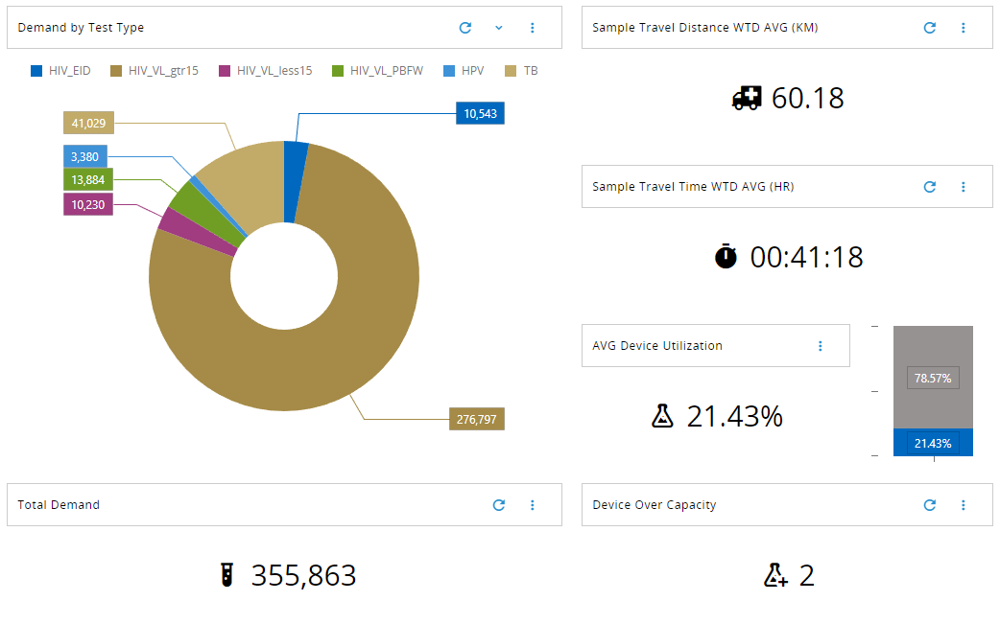 Demand by Test Type
HIV_EID HIV_VL_gtr15 HIV_VL_less15 HIV_VL_PBFW HPV TB
10,543
41,029
3,380
13,884
10,230
276,797
Total Demand
355,863
Sample Travel Distance WTD AVG (KM)
60.18
Sample Travel Time WTD AVG (HR)
00:41:18
AVG Device Utilization
21.43%
78.57%
21.43%
Device Over Capacity
2